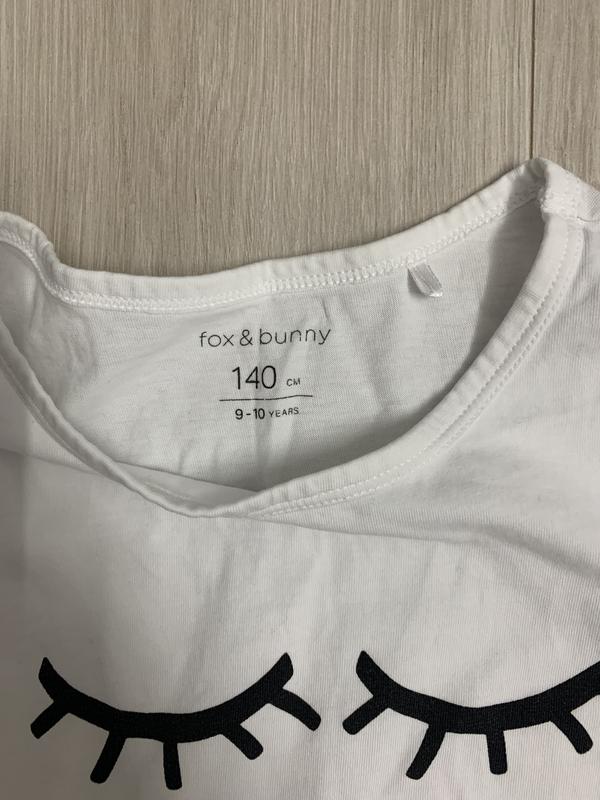 fox & bunny
140 CM
9-10 YEARS